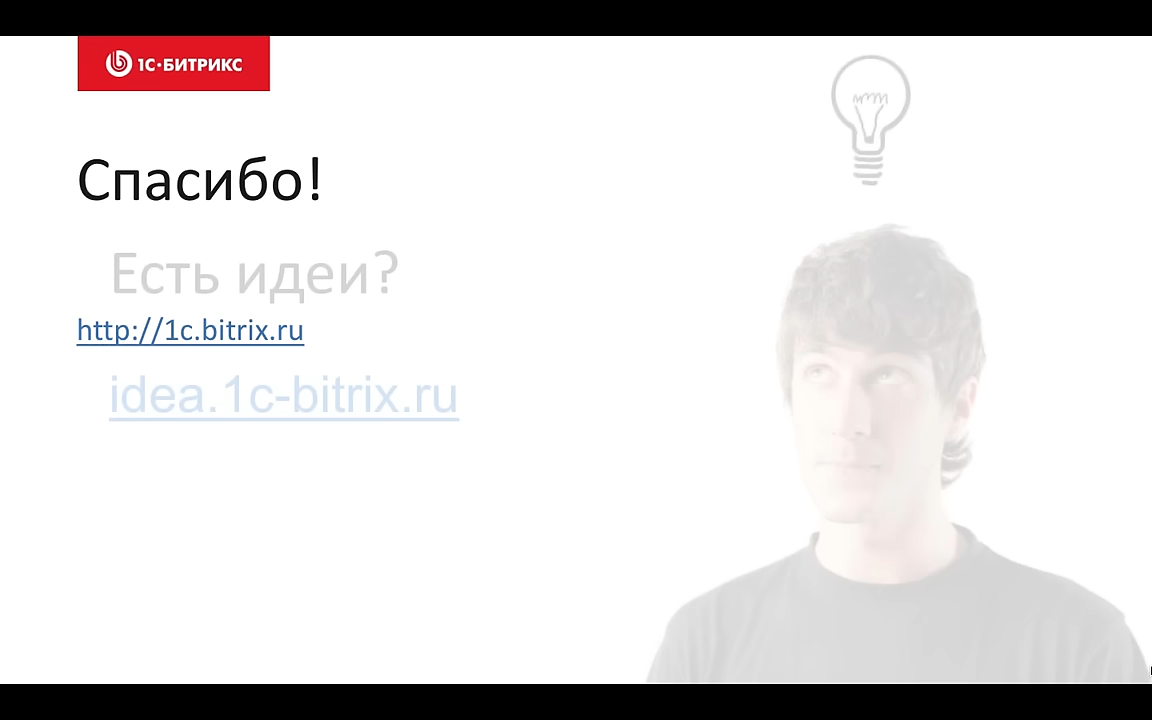 1С·БИТРИКС
Спасибо!
Есть идеи?
http://1c.bitrix.ru
idea.1c-bitrix.ru